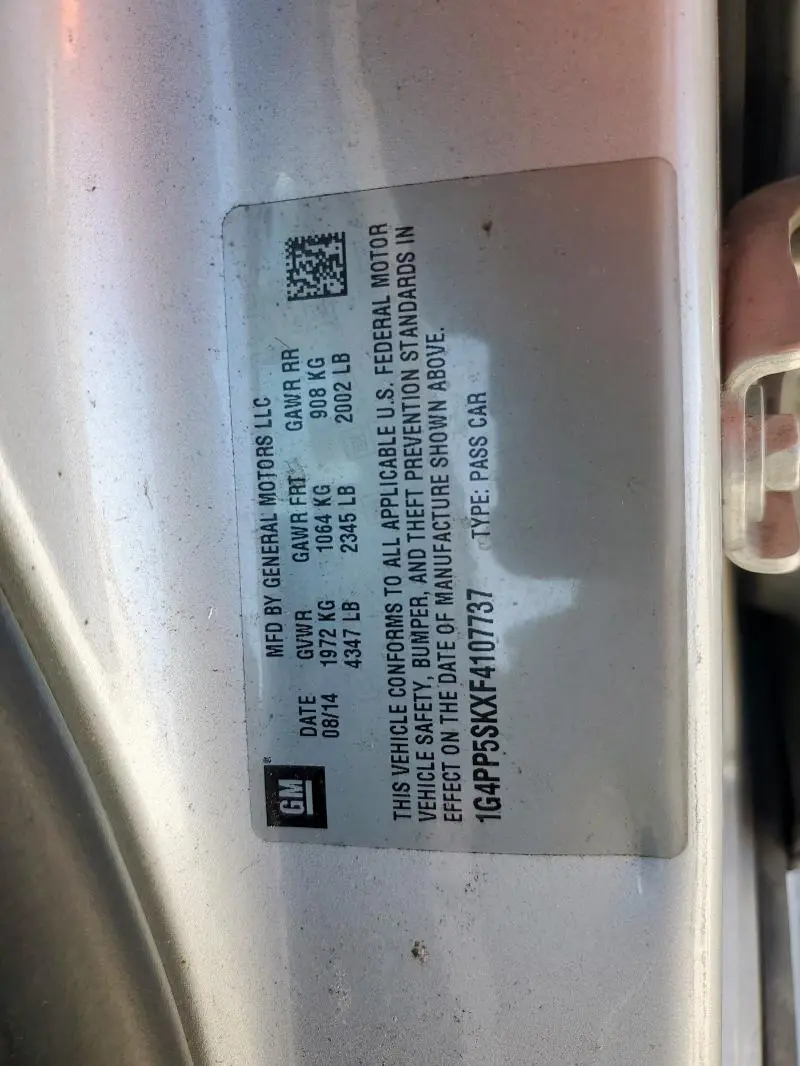 GM®
MFD BY GENERAL MOTORS LLC
DATE GVWR GAWR FRT GAWR RR
08/14 1972 KG 1064 KG 908 KG
4347 LB 2345 LB 2002 LB
THIS VEHICLE CONFORMS TO ALL APPLICABLE U.S. FEDERAL MOTOR
VEHICLE SAFETY, BUMPER, AND THEFT PREVENTION STANDARDS IN
EFFECT ON THE DATE OF MANUFACTURE SHOWN ABOVE.
1G4PP5SKXF4107737 TYPE: PASS CAR